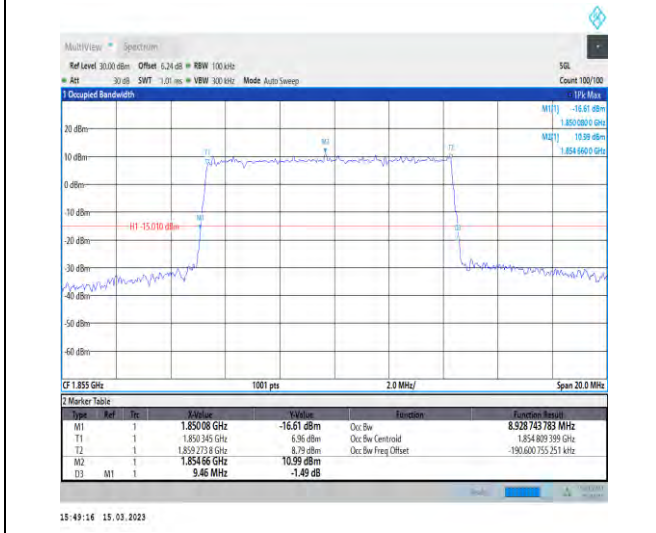 MultiView Spectrum
Ref Level 30.00 dBm Offset 6.24 dB RBW 100 kHz SGL
Att 30 dB SWT 1.01 ms VBW 300 kHz Mode Auto Sweep Count 100/100
1 Occupied Bandwidth 1Pk Max
M1[1] -16.61 dBm
1.850 080 0 GHz
M2[1] 10.99 dBm
1.854 660 0 GHz
20 dBm
T1 M2 T2
10 dBm
0 dBm
-10 dBm
M1
H1 -15.010 dBm
D3
-20 dBm
-30 dBm
-40 dBm
-50 dBm
-60 dBm
CF 1.855 GHz 1001 pts 2.0 MHz/ Span 20.0 MHz
2 Marker Table
Type Ref Trc X-Value Y-Value Function Function Result
M1 1 1.85008 GHz -16.61 dBm Occ Bw 8.928 743 783 MHz
T1 1 1.850 345 GHz 6.96 dBm Occ Bw Centroid 1.854 809 399 GHz
T2 1 1.859 273 8 GHz 8.79 dBm Occ Bw Freq Offset -190.600 755 251 kHz
M2 1 1.854 66 GHz 10.99 dBm
D3 M1 1 9.46 MHz -1.49 dB
15:49:16 15.03.2023